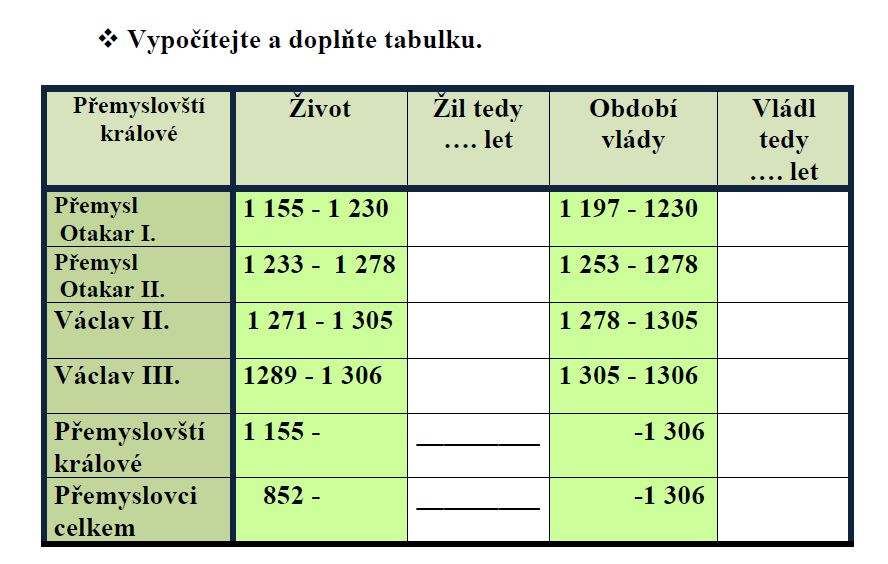 ❖ Vypočítejte a doplňte tabulku.
Přemyslovští
králové
Život
Žil tedy
…. let
Období
vlády
Vládl
tedy
…. let
Přemysl
Otakar I.
1 155 - 1 230
1 197 - 1230
Přemysl
Otakar II.
1 233 - 1 278
1 253 - 1278
Václav II.
1 271 - 1 305
1 278 - 1305
Václav III.
1289 - 1 306
1 305 - 1306
Přemyslovští
králové
1 155 -
_________
-1 306
Přemyslovci
celkem
852 -
_________
-1 306